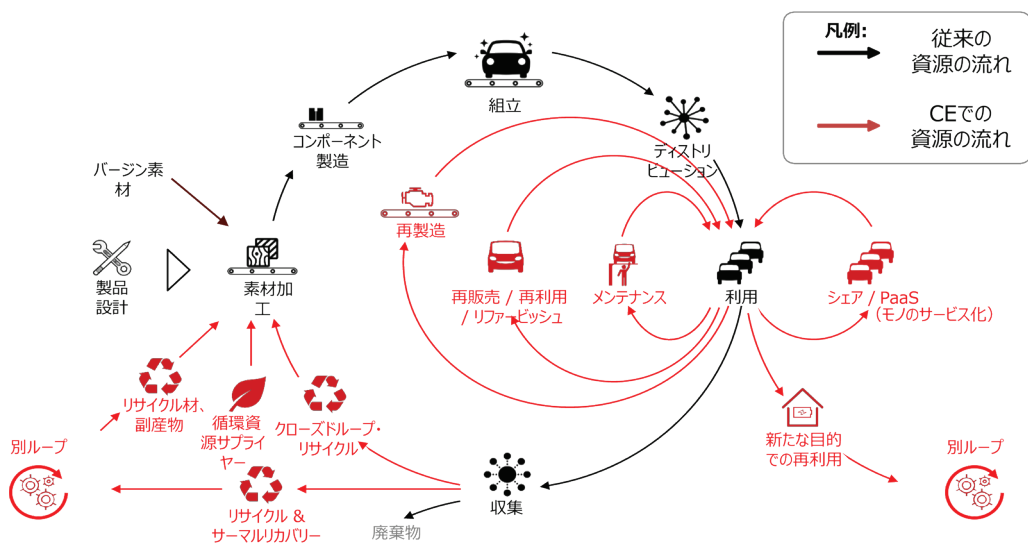 凡例:
従来の
資源の流れ
CEでの
資源の流れ
組立
コンポーネント
製造
ディストリ
ビューション
バージン素
材
再製造
製品
設計
素材加
工
再販売 / 再利用
/ リファービッシュ
メンテナンス
利用
シェア / PaaS
（モノのサービス化）
リサイクル材、
副産物
循環資
源サプライ
ヤー
クローズドループ・
リサイクル
新たな目的
での再利用
別ループ
別ループ
リサイクル &
サーマルリカバリー
収集
廃棄物